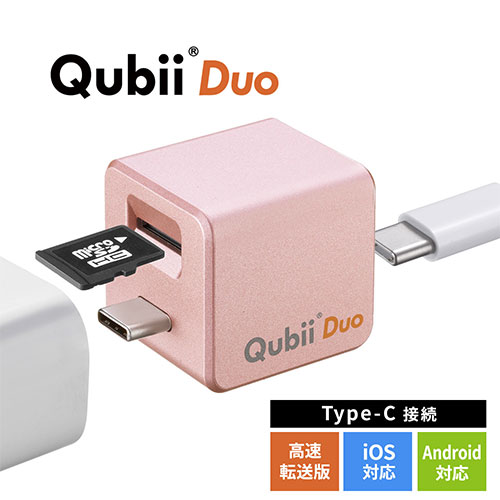 Qubii® Duo
micro
SD
HC
I
Qubii® Duo
Type-C 接続
高速
転送版
iOS
対応
Android
対応